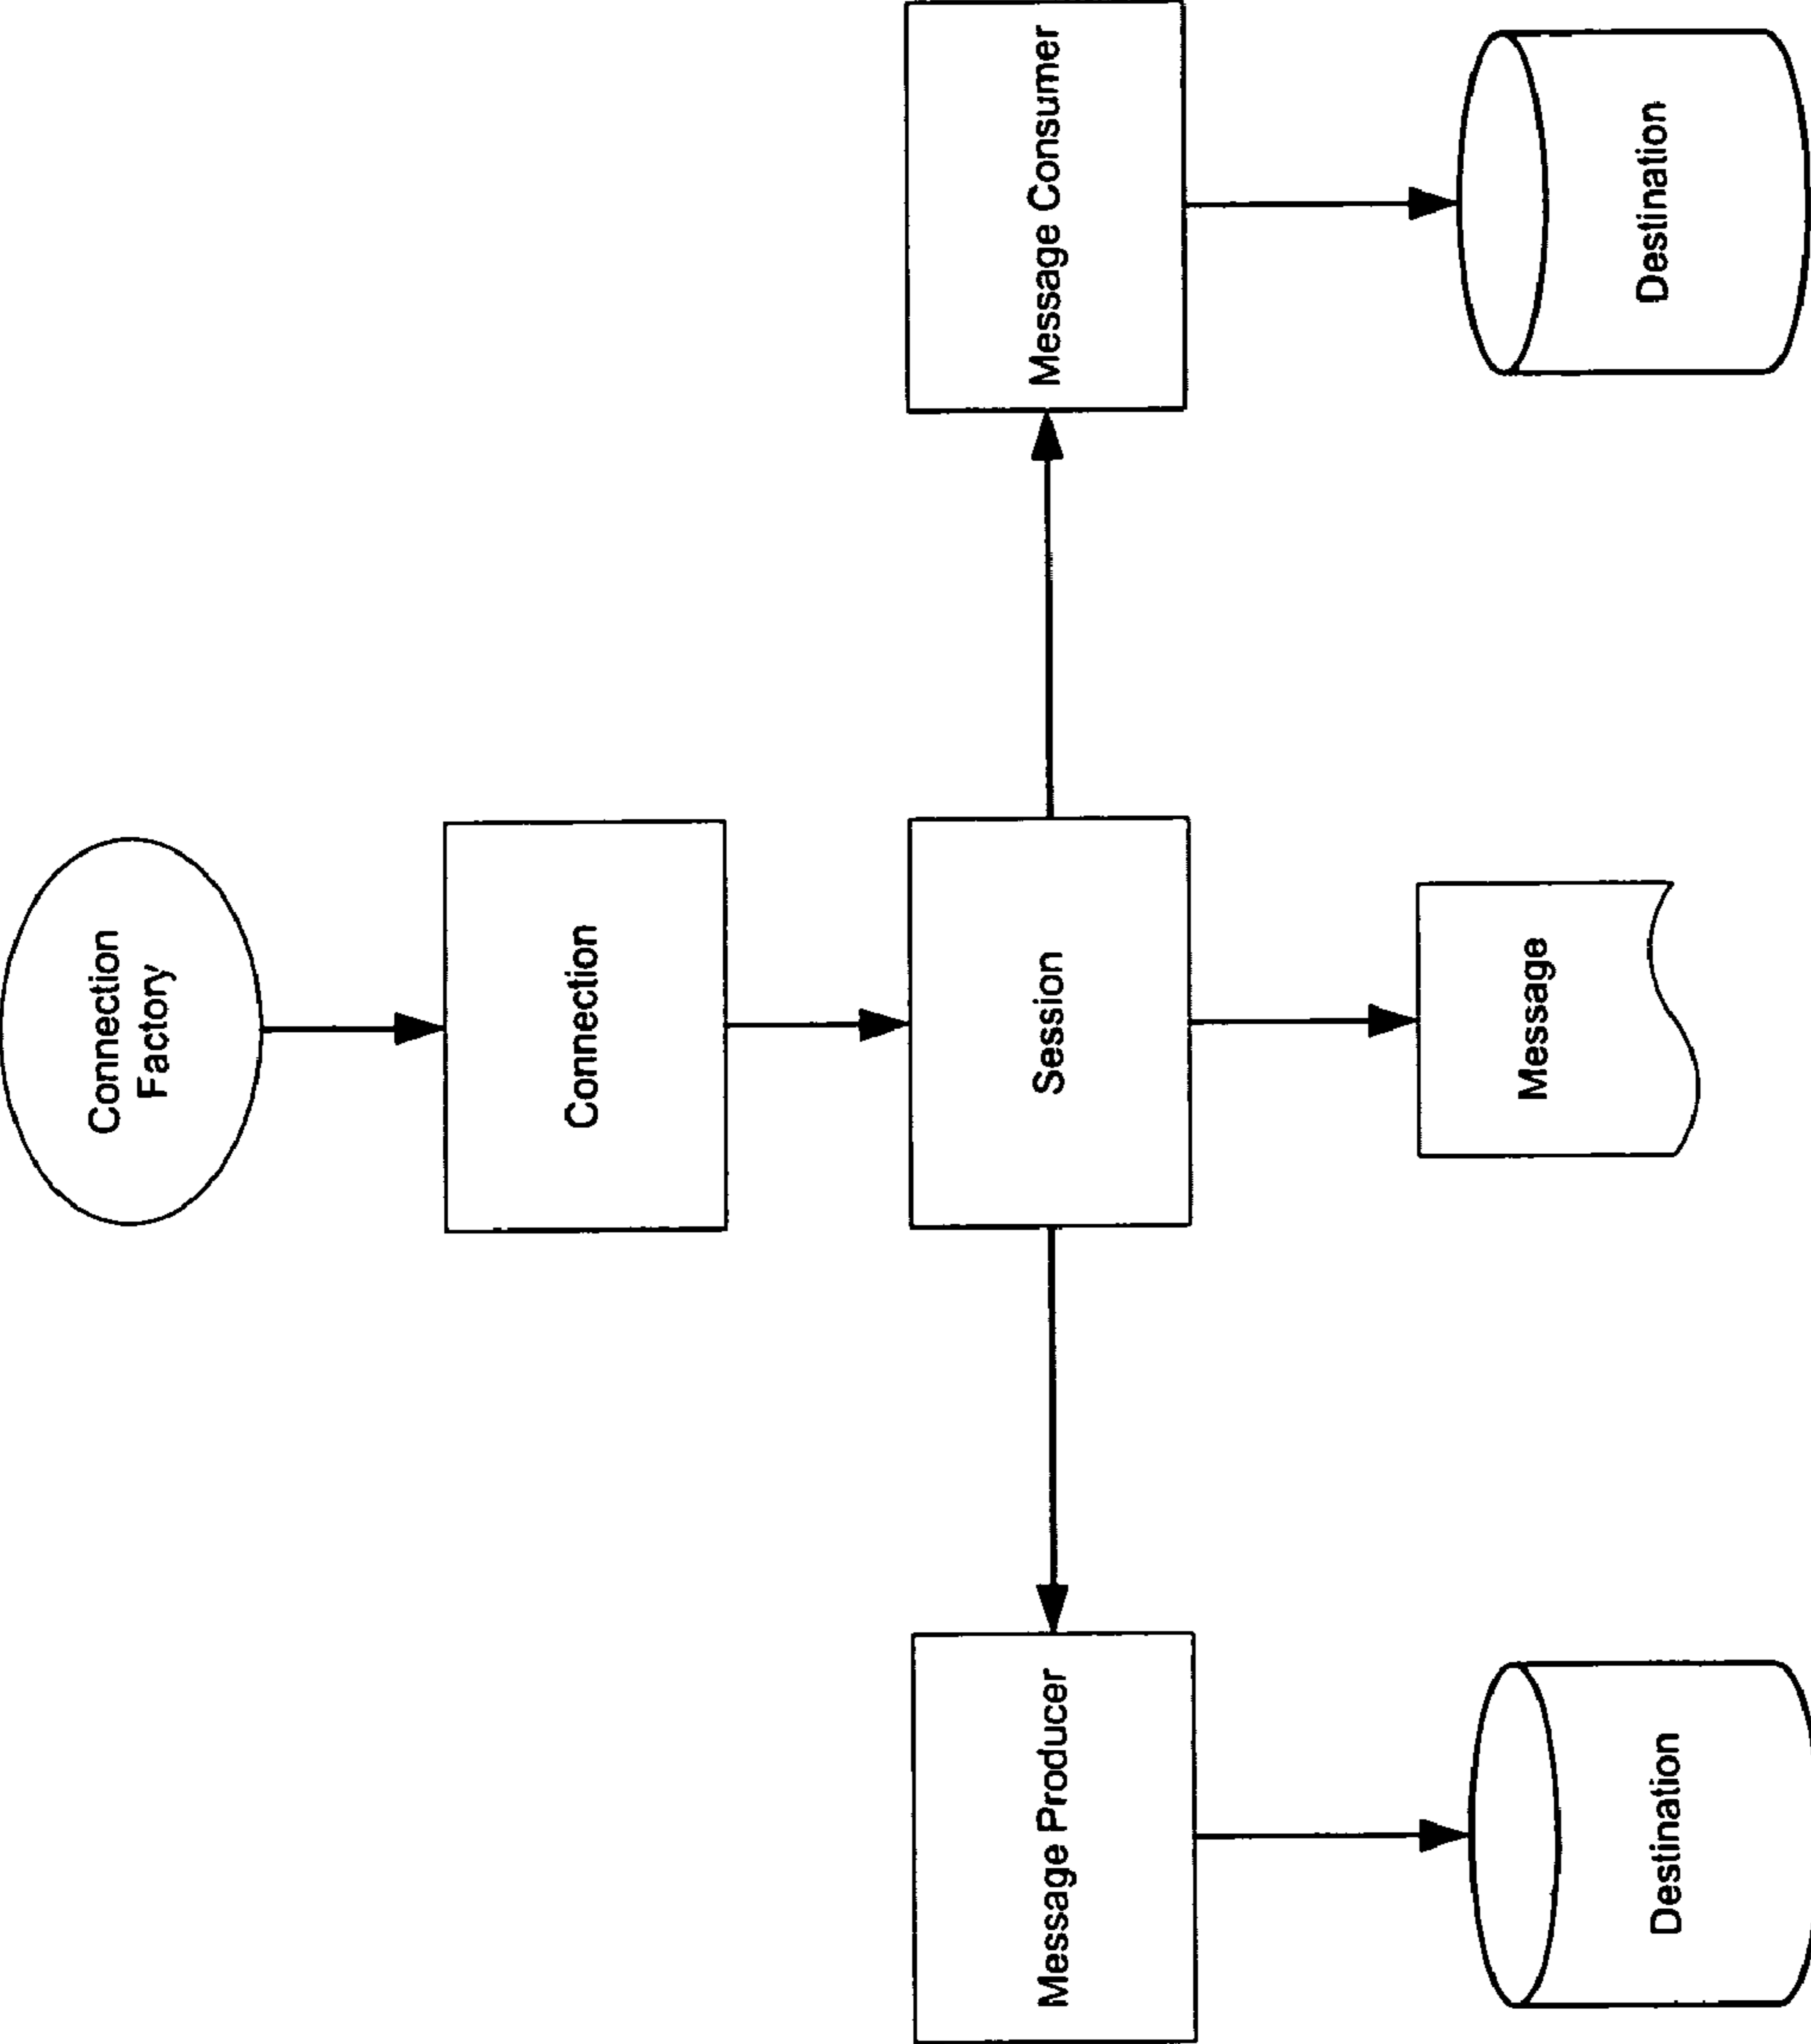 Connection
Factory
Connection
Message Producer
Session
Message Consumer
Destination
Message
Destination